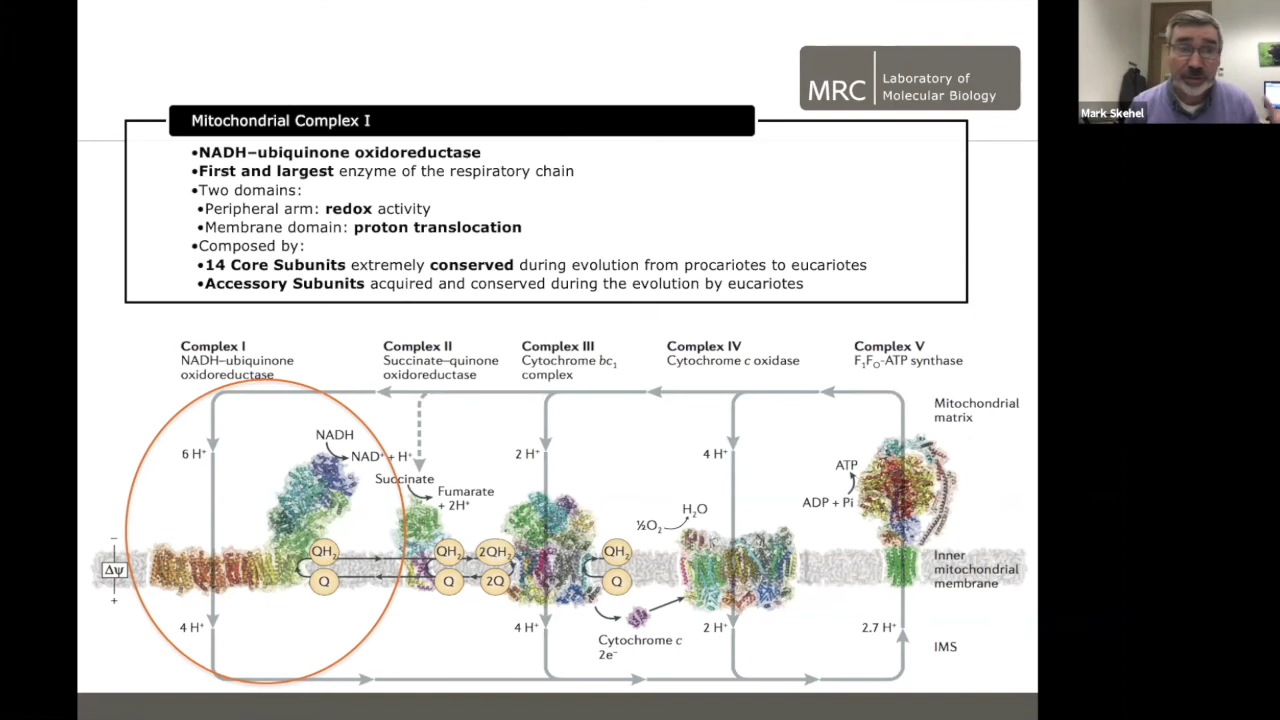 MRC
Laboratory of
Molecular Biology
Mark Skehel
Mitochondrial Complex I
•NADH–ubiquinone oxidoreductase
•First and largest enzyme of the respiratory chain
•Two domains:
•Peripheral arm: redox activity
•Membrane domain: proton translocation
•Composed by:
•14 Core Subunits extremely conserved during evolution from procariotes to eucariotes
•Accessory Subunits acquired and conserved during the evolution by eucariotes
Complex I
NADH–ubiquinone
oxidoreductase
Complex II
Succinate–quinone
oxidoreductase
Complex III
Cytochrome bc₁
complex
Complex IV
Cytochrome c oxidase
Complex V
F₁F₀-ATP synthase
Mitochondrial
matrix
NADH
6 H⁺
NAD⁺ + H⁺
2 H⁺
4 H⁺
ATP
Succinate
Fumarate
+ 2H⁺
ADP + Pi
H₂O
½O₂
–
Δψ
+
QH₂
Q
QH₂
Q
2QH₂
2Q
QH₂
Q
Inner
mitochondrial
membrane
4 H⁺
4 H⁺
Cytochrome c
2e⁻
2 H⁺
2.7 H⁺
IMS